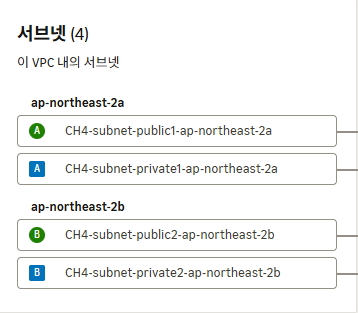 서브넷 (4)
이 VPC 내의 서브넷
ap-northeast-2a
A CH4-subnet-public1-ap-northeast-2a
A CH4-subnet-private1-ap-northeast-2a
ap-northeast-2b
B CH4-subnet-public2-ap-northeast-2b
B CH4-subnet-private2-ap-northeast-2b